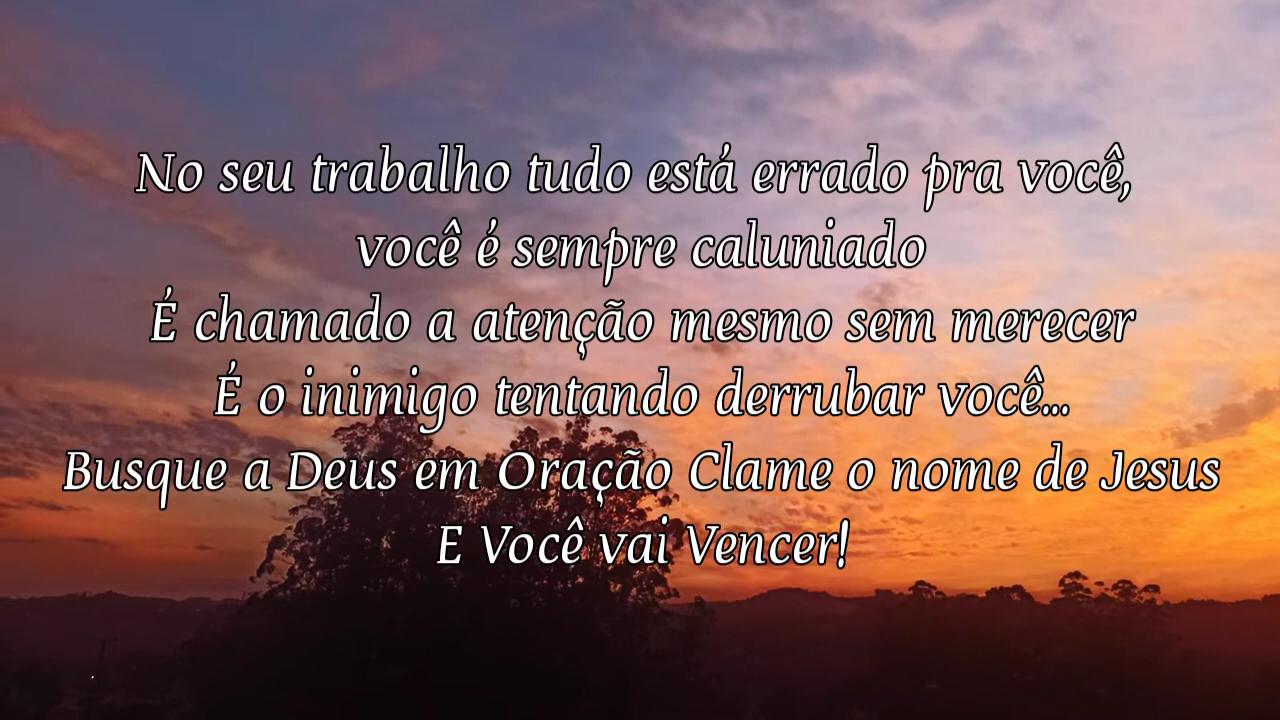 No seu trabalho tudo está errado pra você,
você é sempre caluniado
É chamado a atenção mesmo sem merecer
É o inimigo tentando derrubar você...
Busque a Deus em Oração Clame o nome de Jesus
E Você vai Vencer!